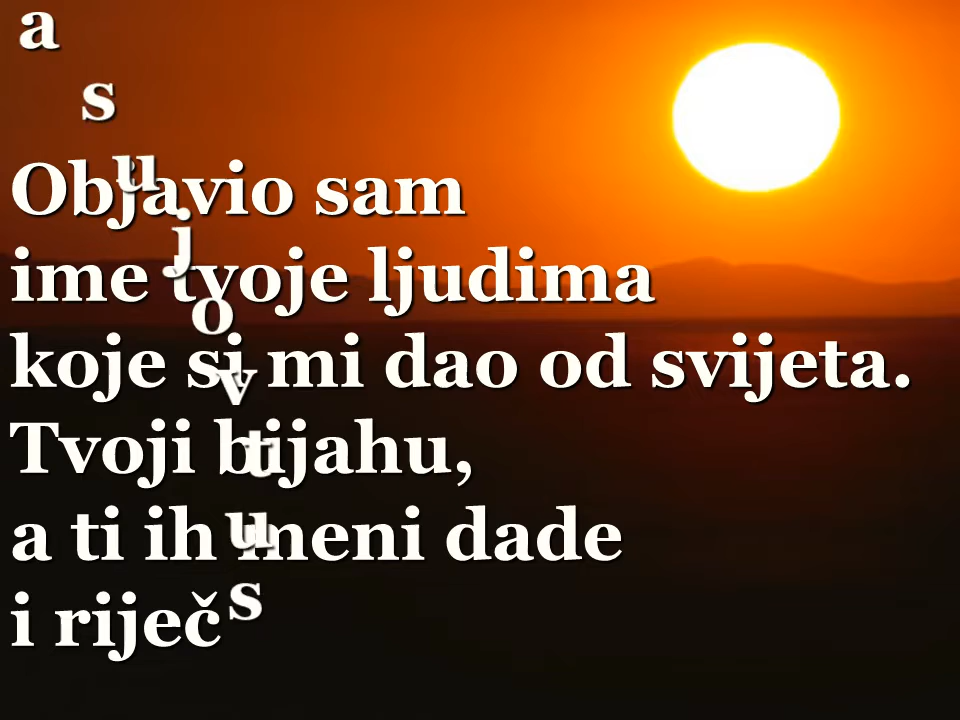 Objavio sam
ime tvoje ljudima
koje si mi dao od svijeta.
Tvoji bijahu,
a ti ih meni dade
i riječ
a
s
u
j
o
v
t
u
s